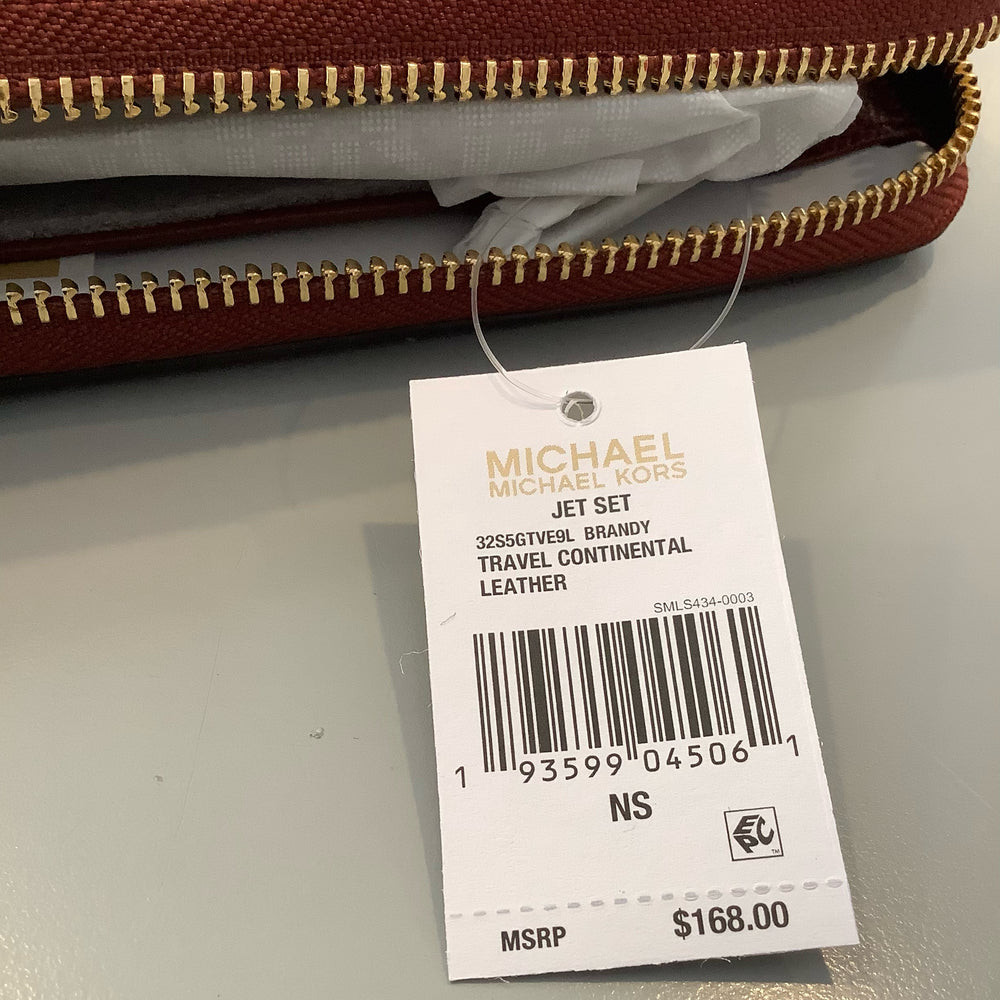 MICHAEL
MICHAEL KORS
JET SET
32S5GTVE9L BRANDY
TRAVEL CONTINENTAL
LEATHER
SMLS434-0003
1 93599 04506 1
NS
EPC TM
MSRP $168.00